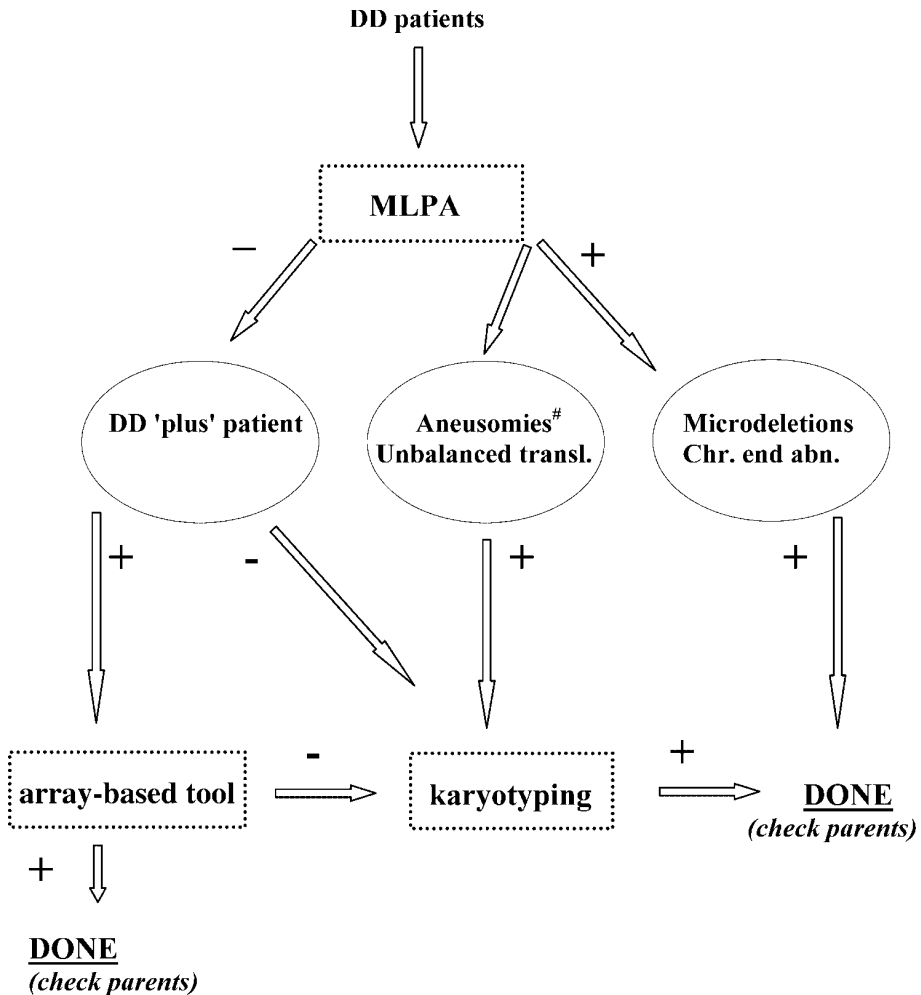 DD patients
MLPA
–
+
DD 'plus' patient
Aneusomies#
Unbalanced transl.
Microdeletions
Chr. end abn.
+
-
+
+
array-based tool
-
karyotyping
+
DONE
(check parents)
+
DONE
(check parents)